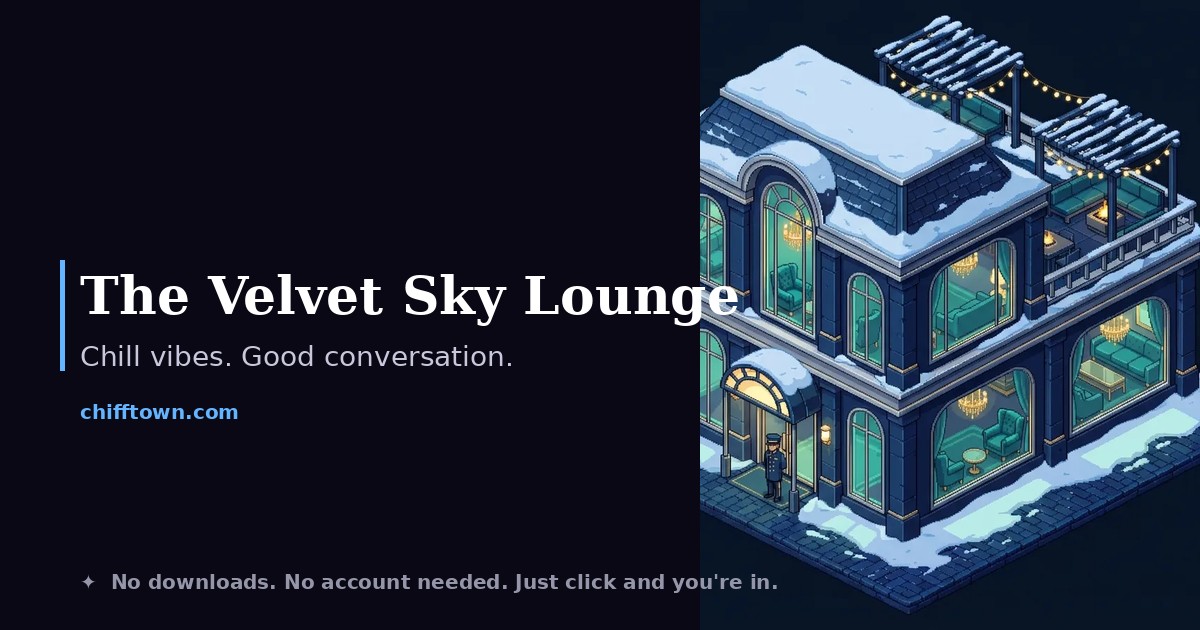 The Velvet Sky Lounge
Chill vibes. Good conversation.
chifftown.com
✦ No downloads. No account needed. Just click and you're in.